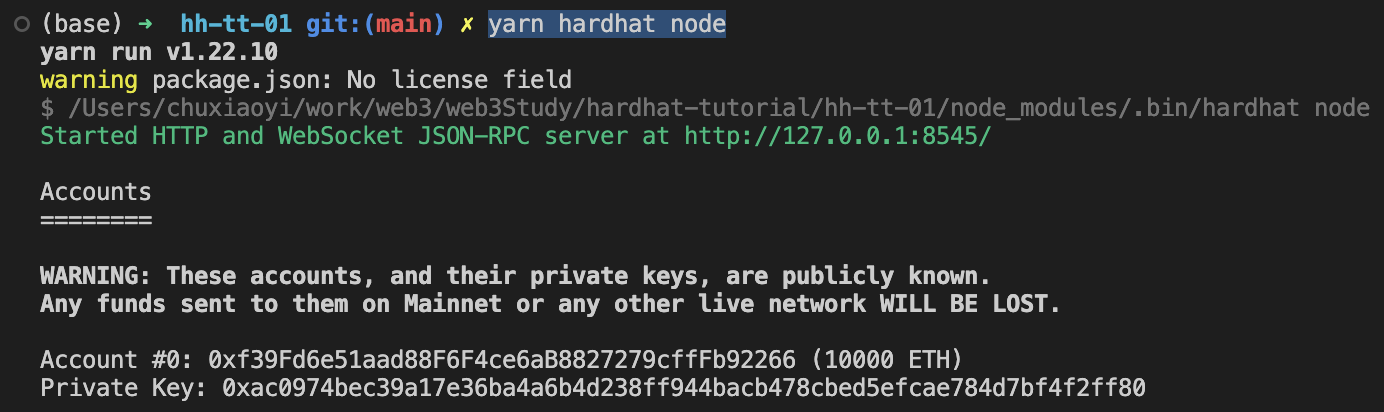 (base) ➜ hh-tt-01 git:(main) ✗ yarn hardhat node
yarn run v1.22.10
warning package.json: No license field
$ /Users/chuxiaoyi/work/web3/web3Study/hardhat-tutorial/hh-tt-01/node_modules/.bin/hardhat node
Started HTTP and WebSocket JSON-RPC server at http://127.0.0.1:8545/
Accounts
========
WARNING: These accounts, and their private keys, are publicly known.
Any funds sent to them on Mainnet or any other live network WILL BE LOST.
Account #0: 0xf39Fd6e51aad88F6F4ce6aB8827279cffFb92266 (10000 ETH)
Private Key: 0xac0974bec39a17e36ba4a6b4d238ff944bacb478cbed5efcae784d7bf4f2ff80